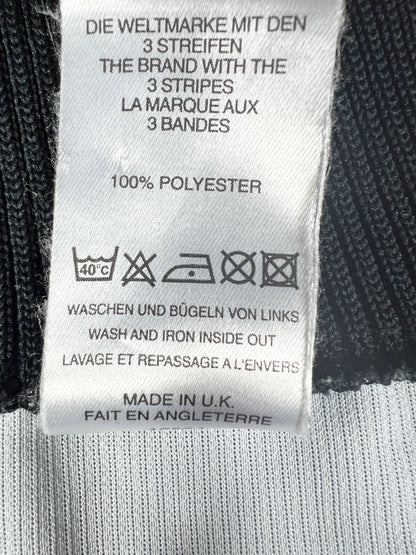 DIE WELTMARKE MIT DEN
3 STREIFEN
THE BRAND WITH THE
3 STRIPES
LA MARQUE AUX
3 BANDES
100% POLYESTER
40°C
WASCHEN UND BÜGELN VON LINKS
WASH AND IRON INSIDE OUT
LAVAGE ET REPASSAGE A L'ENVERS
MADE IN U.K.
FAIT EN ANGLETERRE